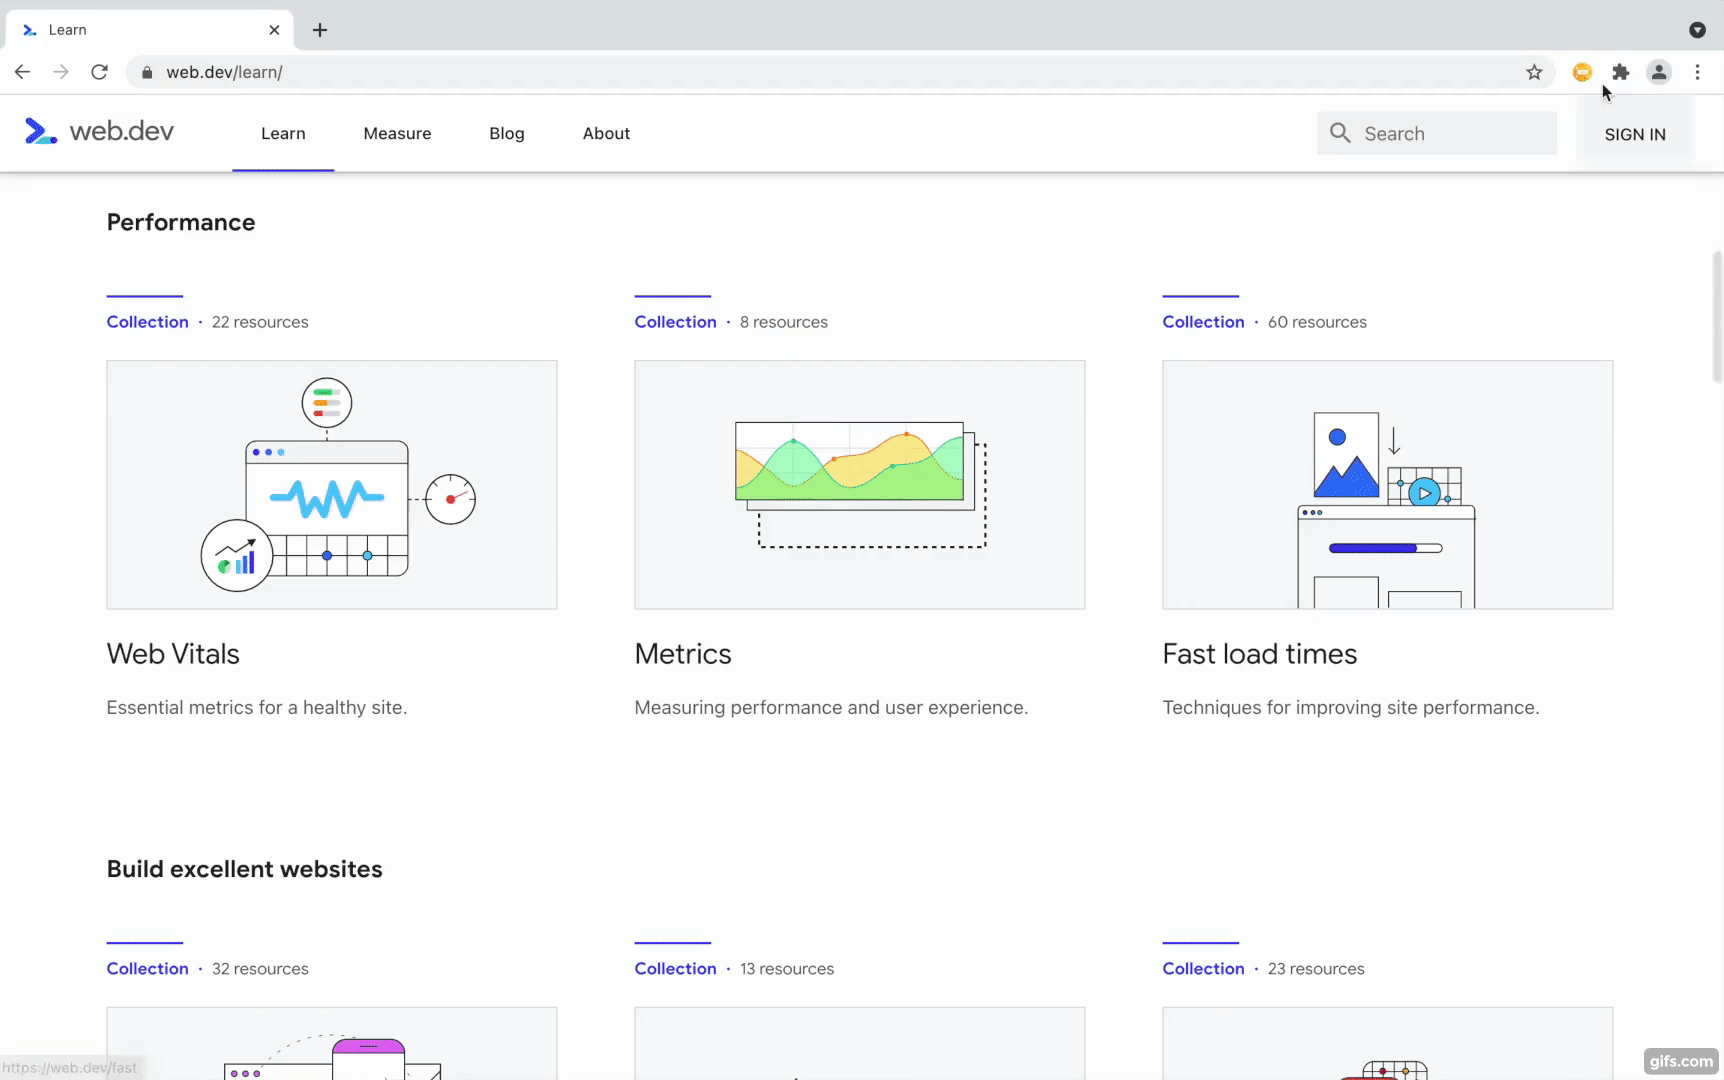 Learn
web.dev/learn/
web.dev
Learn
Measure
Blog
About
Search
SIGN IN
Performance
Collection · 22 resources
Collection · 8 resources
Collection · 60 resources
Web Vitals
Metrics
Fast load times
Essential metrics for a healthy site.
Measuring performance and user experience.
Techniques for improving site performance.
Build excellent websites
Collection · 32 resources
Collection · 13 resources
Collection · 23 resources
https://web.dev/fast
gifs.com